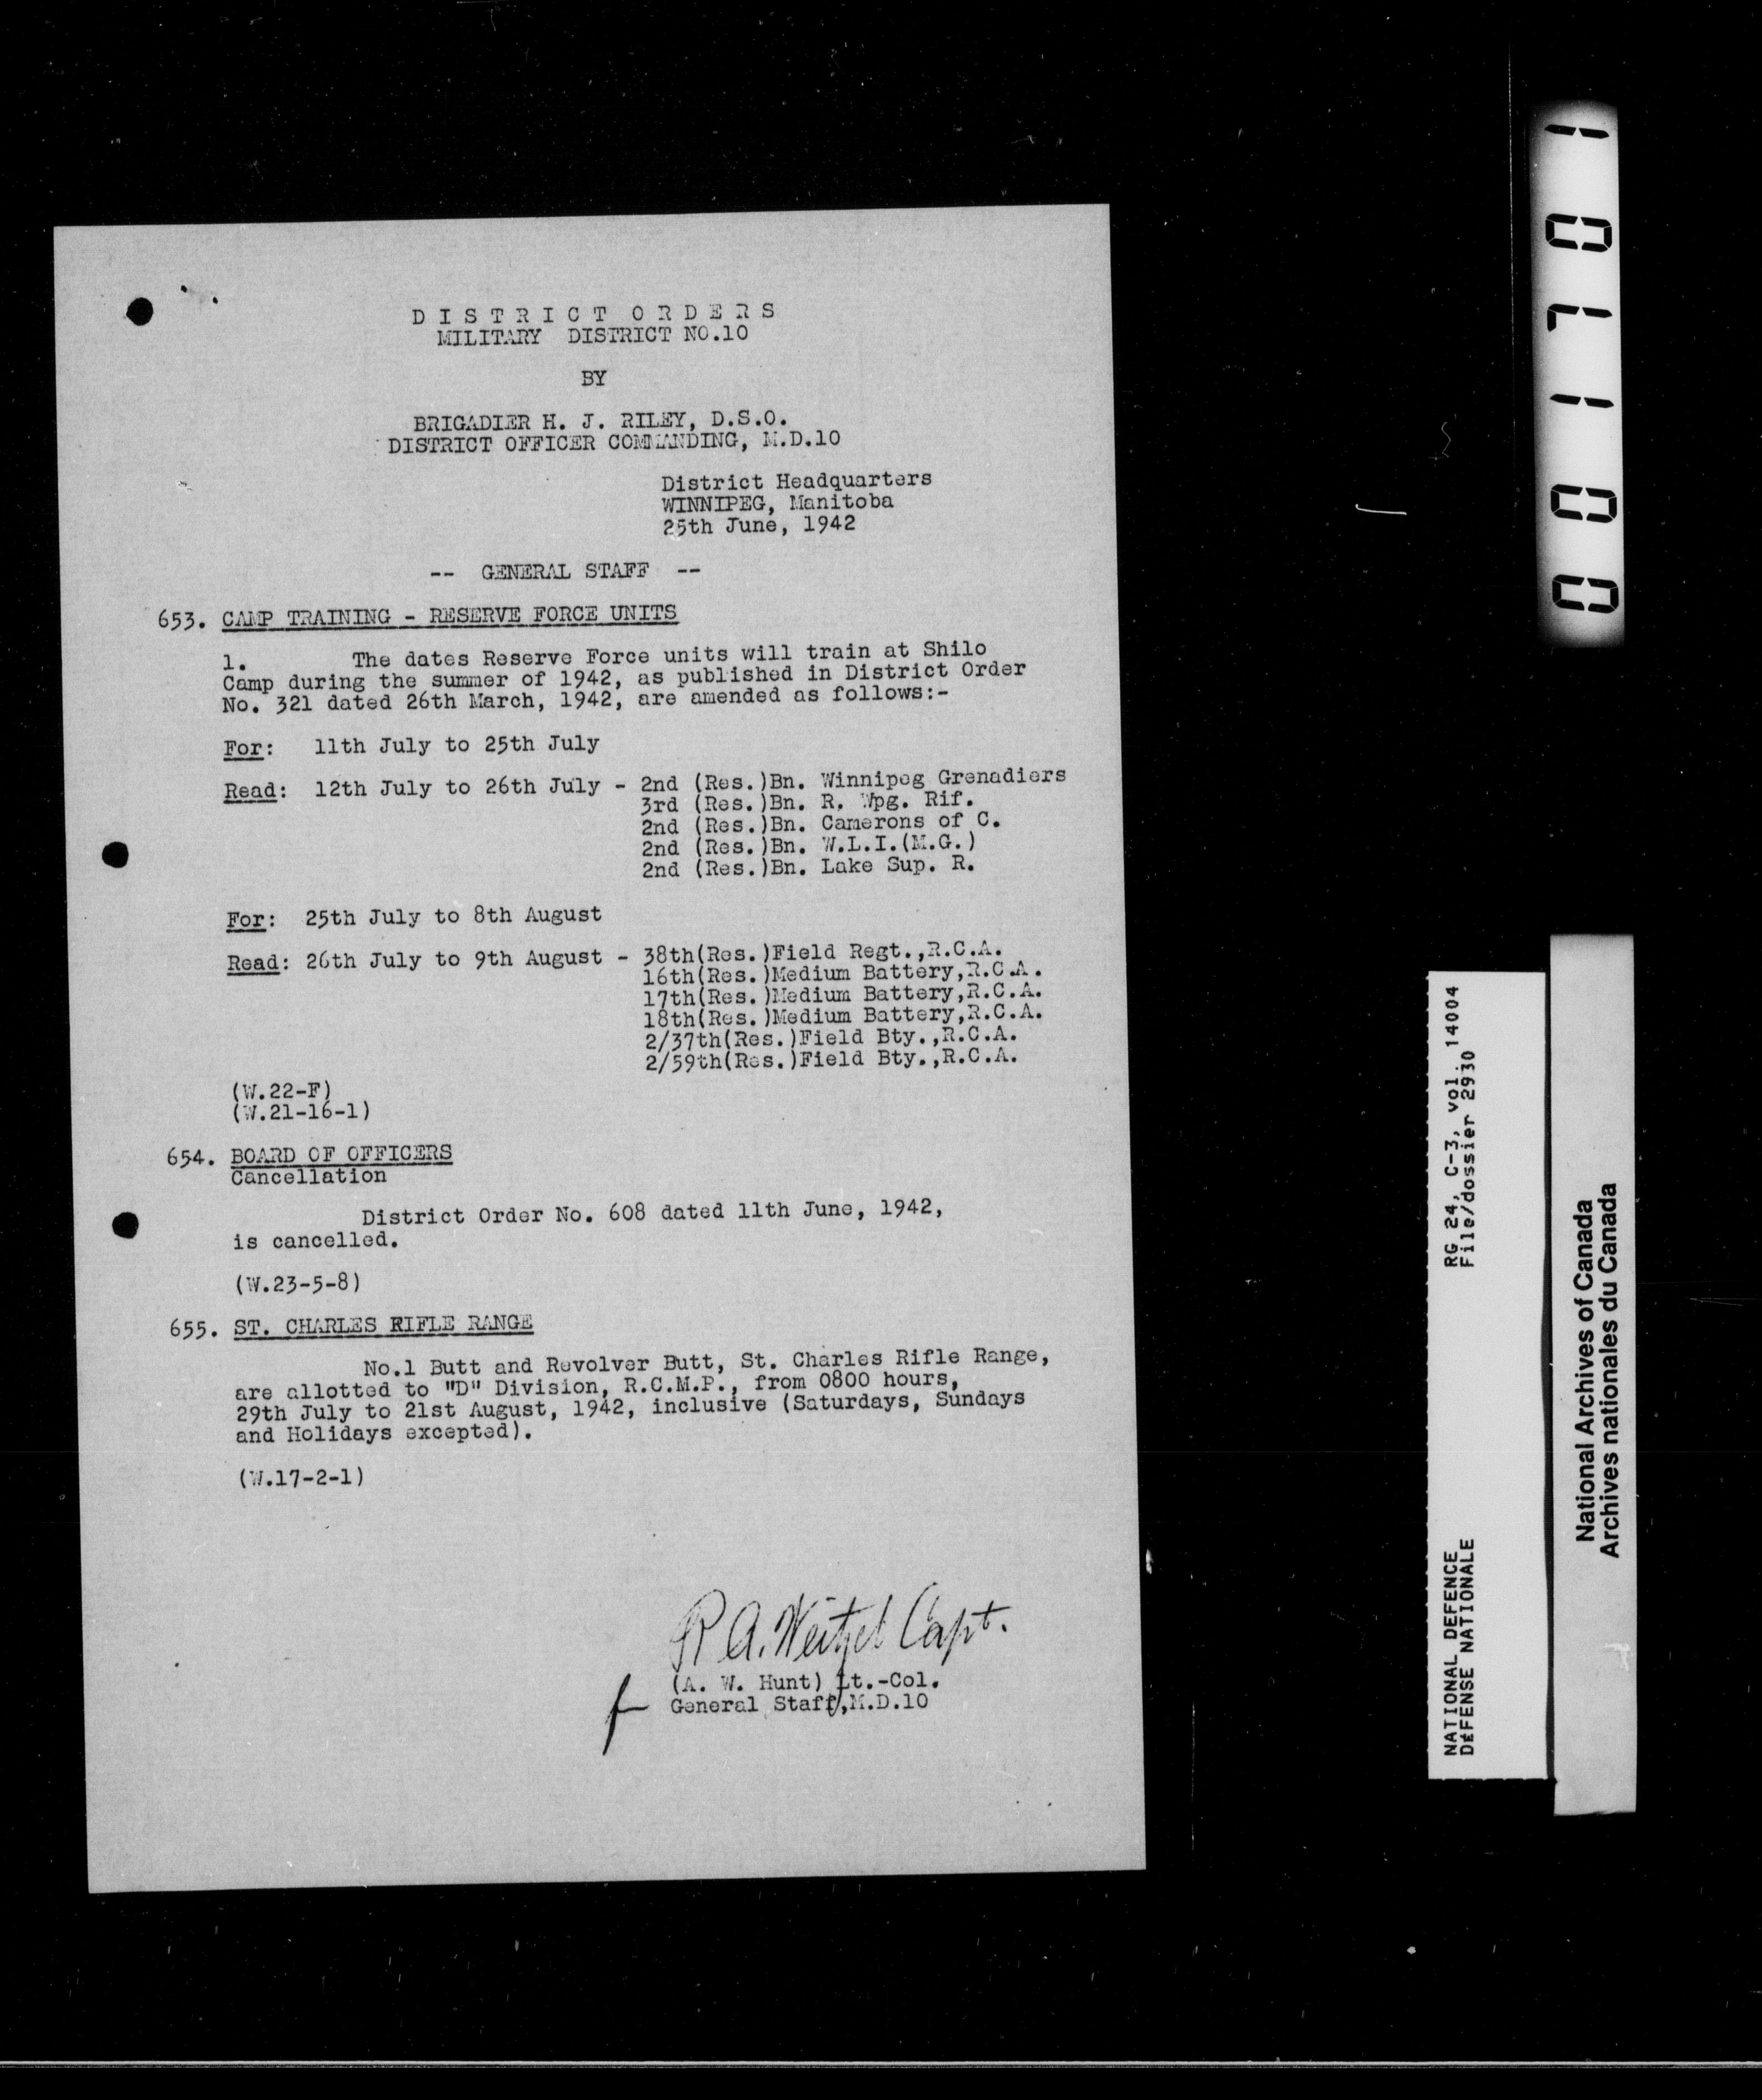 D I S T R I C T  O R D E R S
MILITARY DISTRICT NO.10
BY
BRIGADIER H. J. RILEY, D.S.O.
DISTRICT OFFICER COMMANDING, M.D.10
District Headquarters
WINNIPEG, Manitoba
25th June, 1942
-- GENERAL STAFF --
653. CAMP TRAINING - RESERVE FORCE UNITS
1. The dates Reserve Force units will train at Shilo
Camp during the summer of 1942, as published in District Order
No. 321 dated 26th March, 1942, are amended as follows:-
For: 11th July to 25th July
Read: 12th July to 26th July - 2nd (Res.)Bn. Winnipeg Grenadiers
3rd (Res.)Bn. R. Wpg. Rif.
2nd (Res.)Bn. Camerons of C.
2nd (Res.)Bn. W.L.I.(M.G.)
2nd (Res.)Bn. Lake Sup. R.
For: 25th July to 8th August
Read: 26th July to 9th August - 38th(Res.)Field Regt.,R.C.A.
16th(Res.)Medium Battery,R.C.A.
17th(Res.)Medium Battery,R.C.A.
18th(Res.)Medium Battery,R.C.A.
2/37th(Res.)Field Bty.,R.C.A.
2/59th(Res.)Field Bty.,R.C.A.
(W.22-F)
(W.21-16-1)
654. BOARD OF OFFICERS
Cancellation
District Order No. 608 dated 11th June, 1942,
is cancelled.
(W.23-5-8)
655. ST. CHARLES RIFLE RANGE
No.1 Butt and Revolver Butt, St. Charles Rifle Range,
are allotted to "D" Division, R.C.M.P., from 0800 hours,
29th July to 21st August, 1942, inclusive (Saturdays, Sundays
and Holidays excepted).
(W.17-2-1)
R A. Weitzel Capt.
(A. W. Hunt) Lt.-Col.
f General Staff,M.D.10
001701
NATIONAL DEFENCE RG 24, C-3, vol. 14004
DéFENSE NATIONALE File/dossier 2930
National Archives of Canada
Archives nationales du Canada